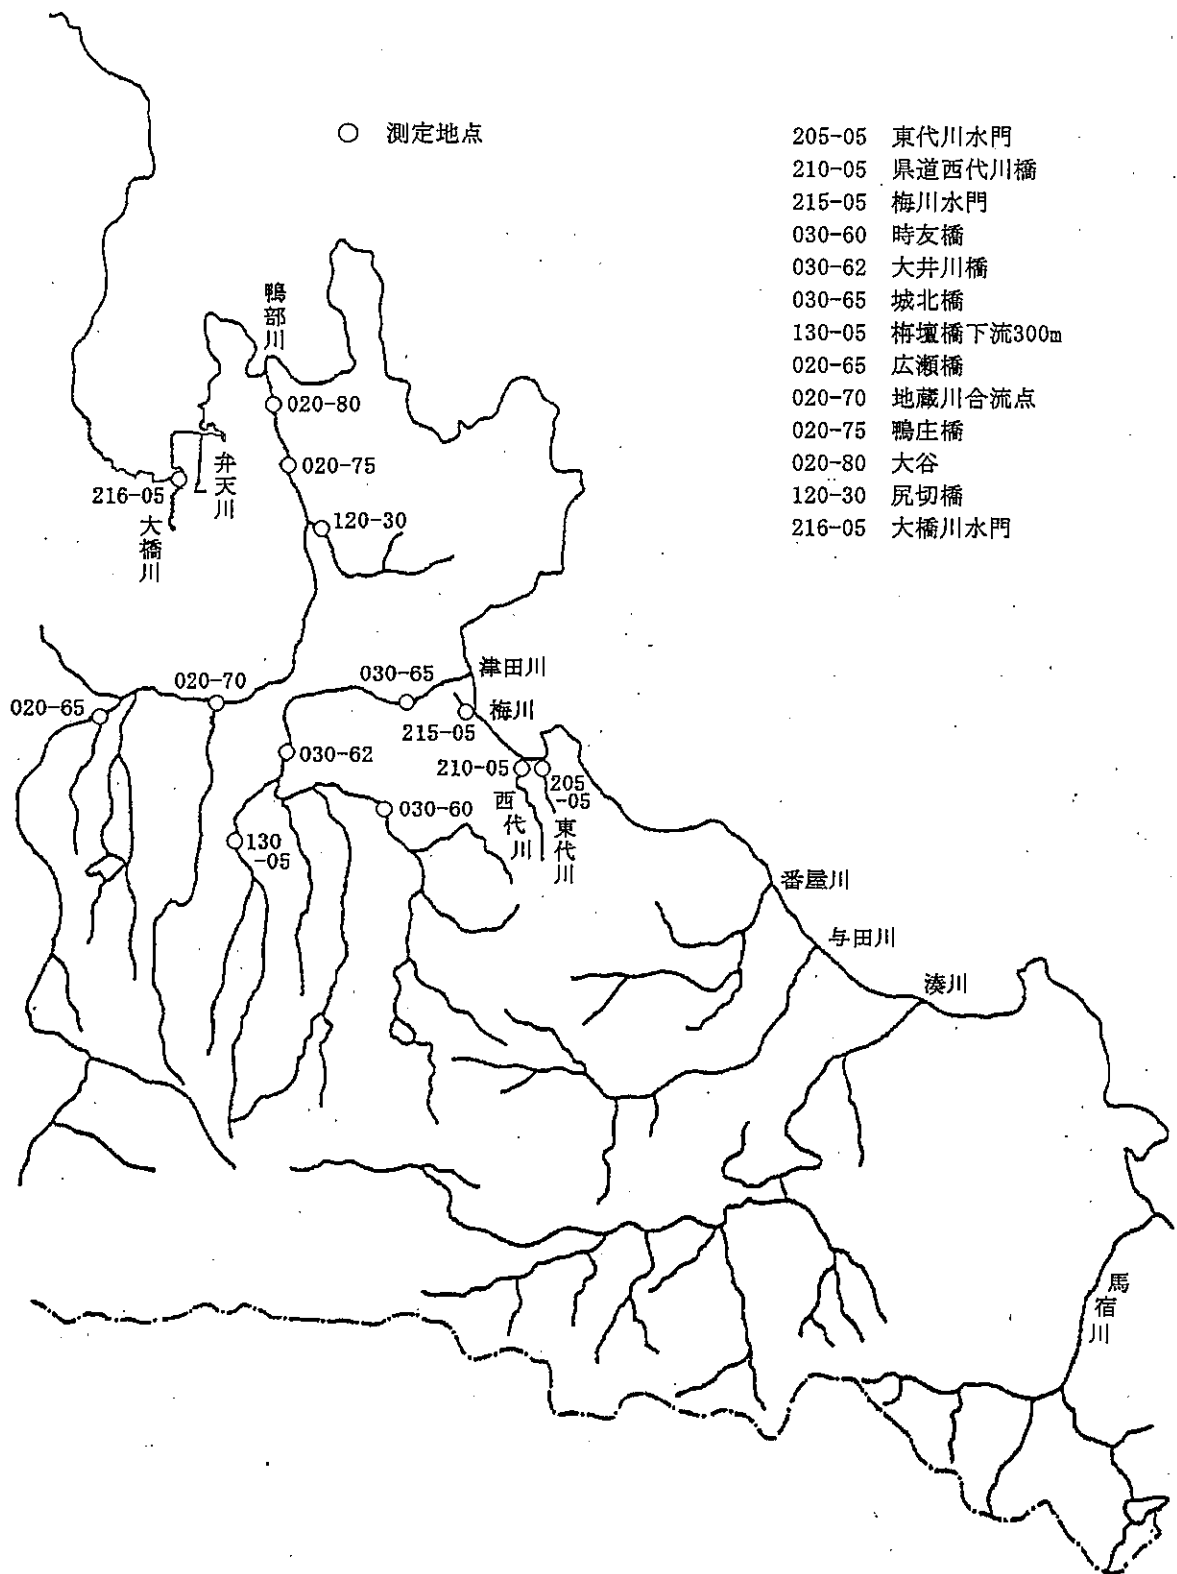 ○ 測定地点
205-05 東代川水門
210-05 県道西代川橋
215-05 梅川水門
030-60 時友橋
030-62 大井川橋
030-65 城北橋
130-05 栴壇橋下流300m
020-65 広瀬橋
020-70 地蔵川合流点
020-75 鴨庄橋
020-80 大谷
120-30 尻切橋
216-05 大橋川水門
鴨部川
020-80
020-75
弁天川
216-05
大橋川
120-30
津田川
030-65
020-70
020-65
梅川
215-05
030-62
210-05
205
-05
西代川
東代川
030-60
130
-05
番屋川
与田川
湊川
馬宿川